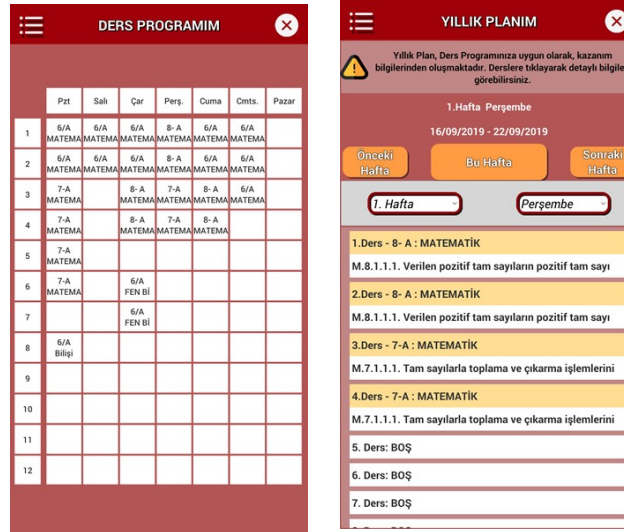 DERS PROGRAMIM
Pzt Salı Çar Perş. Cuma Cmts. Pazar
1 6/A MATEMA 6/A MATEMA 6/A MATEMA 8- A MATEMA 6/A MATEMA 6/A MATEMA
2 6/A MATEMA 6/A MATEMA 6/A MATEMA 8- A MATEMA 6/A MATEMA 6/A MATEMA
3 7-A MATEMA 8- A MATEMA 7-A MATEMA 8- A MATEMA 6/A MATEMA
4 7-A MATEMA 8- A MATEMA 7-A MATEMA 8- A MATEMA
5 7-A MATEMA
6 7-A MATEMA 6/A FEN Bİ
7 6/A FEN Bİ
8 6/A Bilişi
9
10
11
12
YILLIK PLANIM
Yıllık Plan, Ders Programınıza uygun olarak, kazanım
bilgilerinden oluşmaktadır. Derslere tıklayarak detaylı bilgile
görebilirsiniz.
1.Hafta Perşembe
16/09/2019 - 22/09/2019
Önceki Hafta
Bu Hafta
Sonraki Hafta
1. Hafta
Perşembe
1.Ders - 8- A : MATEMATİK
M.8.1.1.1. Verilen pozitif tam sayıların pozitif tam sayı
2.Ders - 8- A : MATEMATİK
M.8.1.1.1. Verilen pozitif tam sayıların pozitif tam sayı
3.Ders - 7-A : MATEMATİK
M.7.1.1.1. Tam sayılarla toplama ve çıkarma işlemlerini
4.Ders - 7-A : MATEMATİK
M.7.1.1.1. Tam sayılarla toplama ve çıkarma işlemlerini
5. Ders: BOŞ
6. Ders: BOŞ
7. Ders: BOŞ